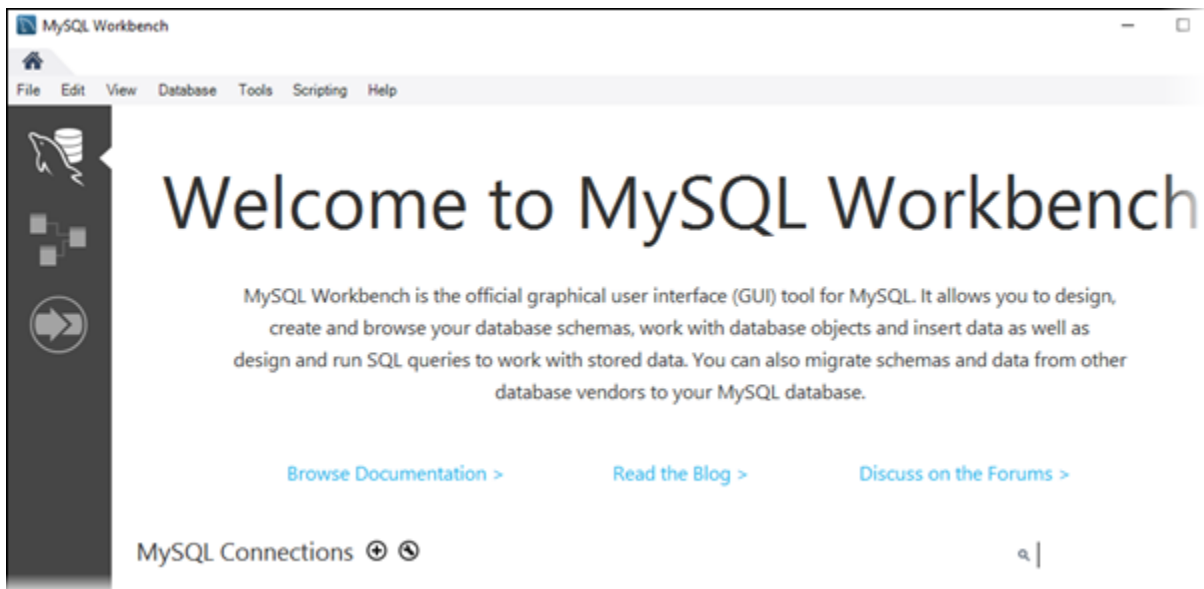 MySQL Workbench
File Edit View Database Tools Scripting Help
Welcome to MySQL Workbench
MySQL Workbench is the official graphical user interface (GUI) tool for MySQL. It allows you to design,
create and browse your database schemas, work with database objects and insert data as well as
design and run SQL queries to work with stored data. You can also migrate schemas and data from other
database vendors to your MySQL database.
Browse Documentation > Read the Blog > Discuss on the Forums >
MySQL Connections